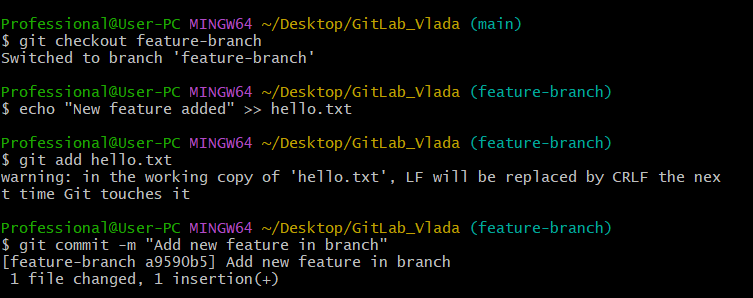 Professional@User-PC MINGW64 ~/Desktop/GitLab_Vlada (main)
$ git checkout feature-branch
Switched to branch 'feature-branch'
Professional@User-PC MINGW64 ~/Desktop/GitLab_Vlada (feature-branch)
$ echo "New feature added" >> hello.txt
Professional@User-PC MINGW64 ~/Desktop/GitLab_Vlada (feature-branch)
$ git add hello.txt
warning: in the working copy of 'hello.txt', LF will be replaced by CRLF the nex
t time Git touches it
Professional@User-PC MINGW64 ~/Desktop/GitLab_Vlada (feature-branch)
$ git commit -m "Add new feature in branch"
[feature-branch a9590b5] Add new feature in branch
 1 file changed, 1 insertion(+)